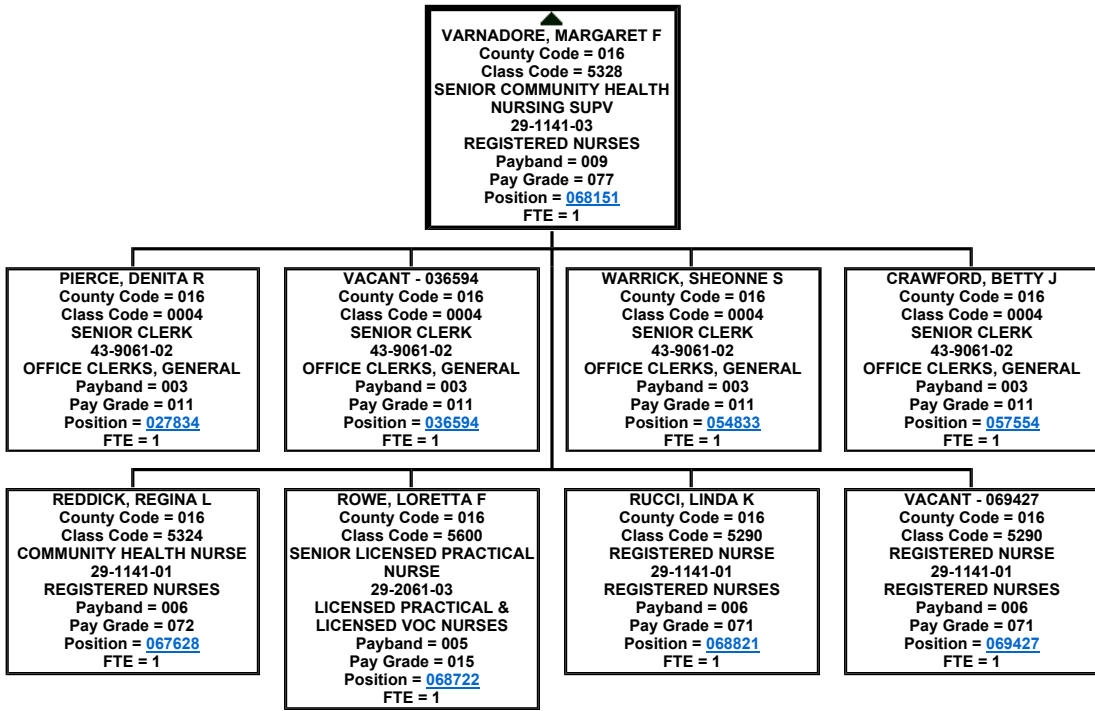 VARNADORE, MARGARET F
County Code = 016
Class Code = 5328
SENIOR COMMUNITY HEALTH
NURSING SUPV
29-1141-03
REGISTERED NURSES
Payband = 009
Pay Grade = 077
Position = 068151
FTE = 1
PIERCE, DENITA R
County Code = 016
Class Code = 0004
SENIOR CLERK
43-9061-02
OFFICE CLERKS, GENERAL
Payband = 003
Pay Grade = 011
Position = 027834
FTE = 1
VACANT - 036594
County Code = 016
Class Code = 0004
SENIOR CLERK
43-9061-02
OFFICE CLERKS, GENERAL
Payband = 003
Pay Grade = 011
Position = 036594
FTE = 1
WARRICK, SHEONNE S
County Code = 016
Class Code = 0004
SENIOR CLERK
43-9061-02
OFFICE CLERKS, GENERAL
Payband = 003
Pay Grade = 011
Position = 054833
FTE = 1
CRAWFORD, BETTY J
County Code = 016
Class Code = 0004
SENIOR CLERK
43-9061-02
OFFICE CLERKS, GENERAL
Payband = 003
Pay Grade = 011
Position = 057554
FTE = 1
REDDICK, REGINA L
County Code = 016
Class Code = 5324
COMMUNITY HEALTH NURSE
29-1141-01
REGISTERED NURSES
Payband = 006
Pay Grade = 072
Position = 067628
FTE = 1
ROWE, LORETTA F
County Code = 016
Class Code = 5600
SENIOR LICENSED PRACTICAL
NURSE
29-2061-03
LICENSED PRACTICAL &
LICENSED VOC NURSES
Payband = 005
Pay Grade = 015
Position = 068722
FTE = 1
RUCCI, LINDA K
County Code = 016
Class Code = 5290
REGISTERED NURSE
29-1141-01
REGISTERED NURSES
Payband = 006
Pay Grade = 071
Position = 068821
FTE = 1
VACANT - 069427
County Code = 016
Class Code = 5290
REGISTERED NURSE
29-1141-01
REGISTERED NURSES
Payband = 006
Pay Grade = 071
Position = 069427
FTE = 1